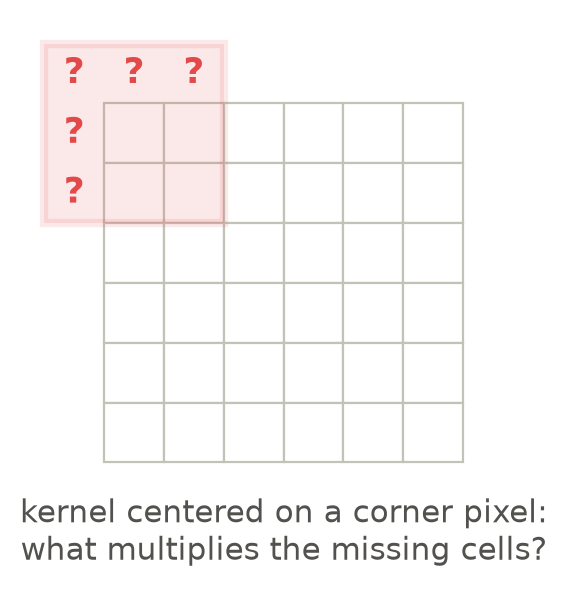 ? ? ?
?
?
kernel centered on a corner pixel:
what multiplies the missing cells?